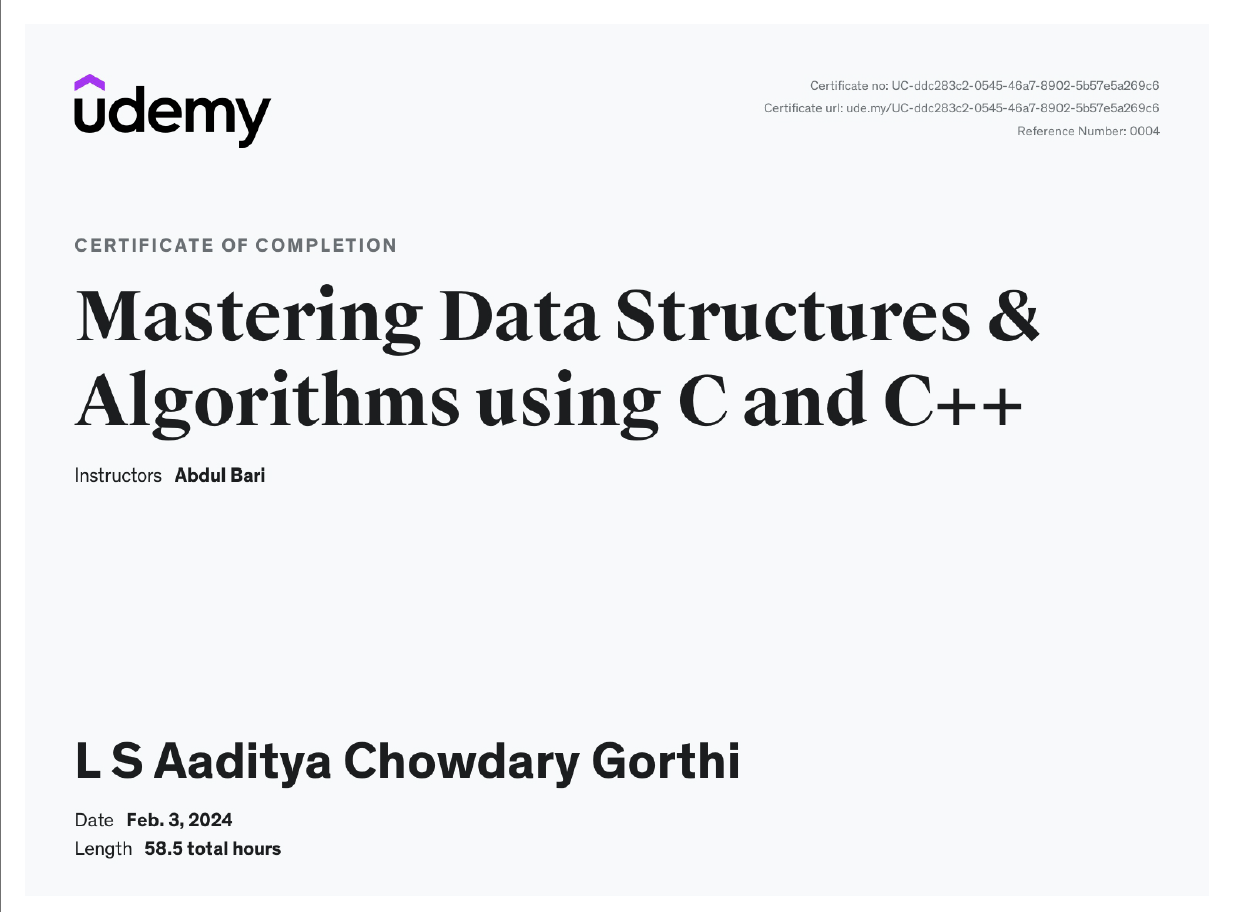 udemy
Certificate no: UC-ddc283c2-0545-46a7-8902-5b57e5a269c6
Certificate url: ude.my/UC-ddc283c2-0545-46a7-8902-5b57e5a269c6
Reference Number: 0004
CERTIFICATE OF COMPLETION
Mastering Data Structures &
Algorithms using C and C++
Instructors Abdul Bari
L S Aaditya Chowdary Gorthi
Date Feb. 3, 2024
Length 58.5 total hours